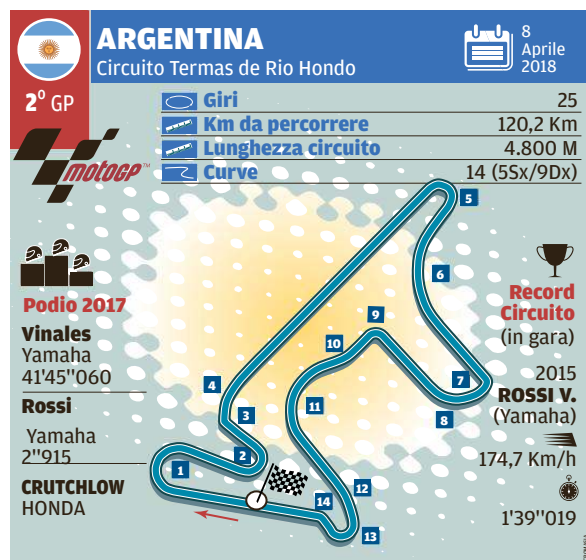 ARGENTINA
Circuito Termas de Rio Hondo
8
Aprile
2018
2° GP
motoGP™
Giri 25
Km da percorrere 120,2 Km
Lunghezza circuito 4.800 M
Curve 14 (5Sx/9Dx)
Podio 2017
Vinales
Yamaha
41'45"060
Rossi
Yamaha
2"915
CRUTCHLOW
HONDA
5
6
9
10
4
7
3
11
8
2
1
12
14
13
Record
Circuito
(in gara)
2015
ROSSI V.
(Yamaha)
174,7 Km/h
1'39"019